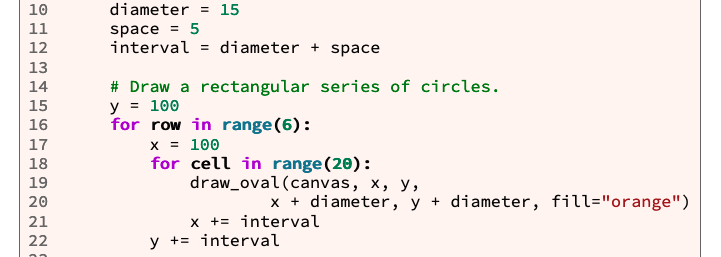 10      diameter = 15
11      space = 5
12      interval = diameter + space
13
14      # Draw a rectangular series of circles.
15      y = 100
16      for row in range(6):
17          x = 100
18          for cell in range(20):
19              draw_oval(canvas, x, y,
20                      x + diameter, y + diameter, fill="orange")
21              x += interval
22          y += interval